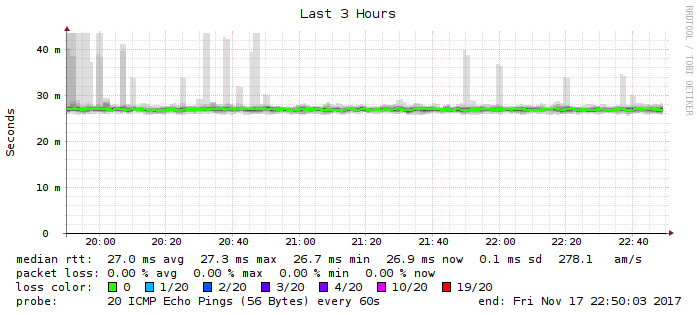 Last 3 Hours
RRDTOOL / TOBI OETIKER
Seconds
40 m
30 m
20 m
10 m
0
20:00 20:20 20:40 21:00 21:20 21:40 22:00 22:20 22:40
median rtt: 27.0 ms avg 27.3 ms max 26.7 ms min 26.9 ms now 0.1 ms sd 278.1 am/s
packet loss: 0.00 % avg 0.00 % max 0.00 % min 0.00 % now
loss color: 0 1/20 2/20 3/20 4/20 10/20 19/20
probe: 20 ICMP Echo Pings (56 Bytes) every 60s end: Fri Nov 17 22:50:03 2017